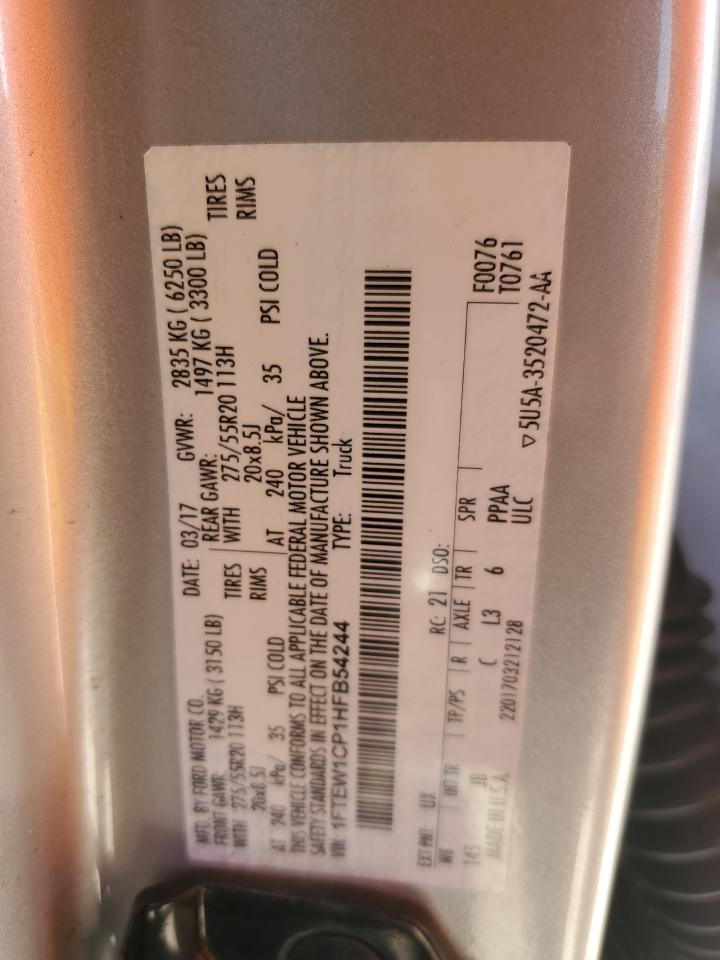 MFD. BY FORD MOTOR CO.
DATE: 03/17 GVWR: 2835 KG ( 6250 LB)
FRONT GAWR: 1429 KG ( 3150 LB) REAR GAWR: 1497 KG ( 3300 LB)
WITH 275/55R20 113H TIRES WITH 275/55R20 113H TIRES
20x8.5J RIMS 20x8.5J RIMS
AT 240 kPa/ 35 PSI COLD AT 240 kPa/ 35 PSI COLD
THIS VEHICLE CONFORMS TO ALL APPLICABLE FEDERAL MOTOR VEHICLE
SAFETY STANDARDS IN EFFECT ON THE DATE OF MANUFACTURE SHOWN ABOVE.
VIN: 1FTEW1CP1HFB54244 TYPE: Truck
EXT PNT: UX RC: 21 DSO:
WB INT TR TP/PS R AXLE TR SPR F0076
145 JB C L3 6 PPAA T0761
MADE IN U.S.A. 2201703212128 ULC ▽5U5A-3520472-AA